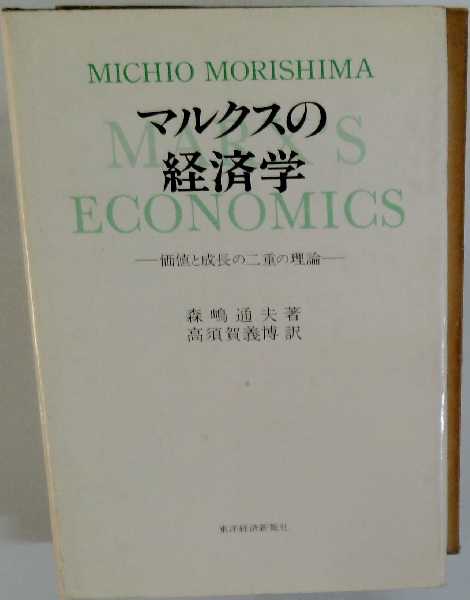 MICHIO MORISHIMA
マルクスの
MARX'S
経済学
ECONOMICS
―価値と成長の二重の理論―
森嶋通夫著
高須賀義博訳
東洋経済新報社